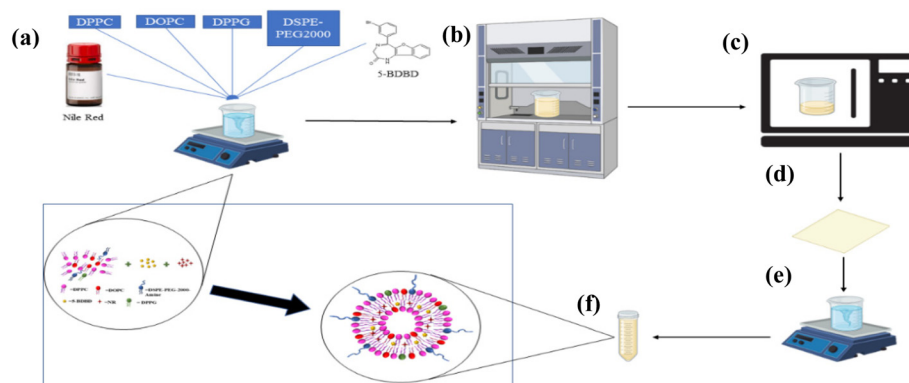 (a)
DPPC
DOPC
DPPG
DSPE-
PEG2000
Nile Red
5-BDBD
(b)
(c)
(d)
(e)
(f)
=DPPC
=DOPC
=DSPE-PEG-2000-
Amine
=5-BDBD
=NR
=DPPG